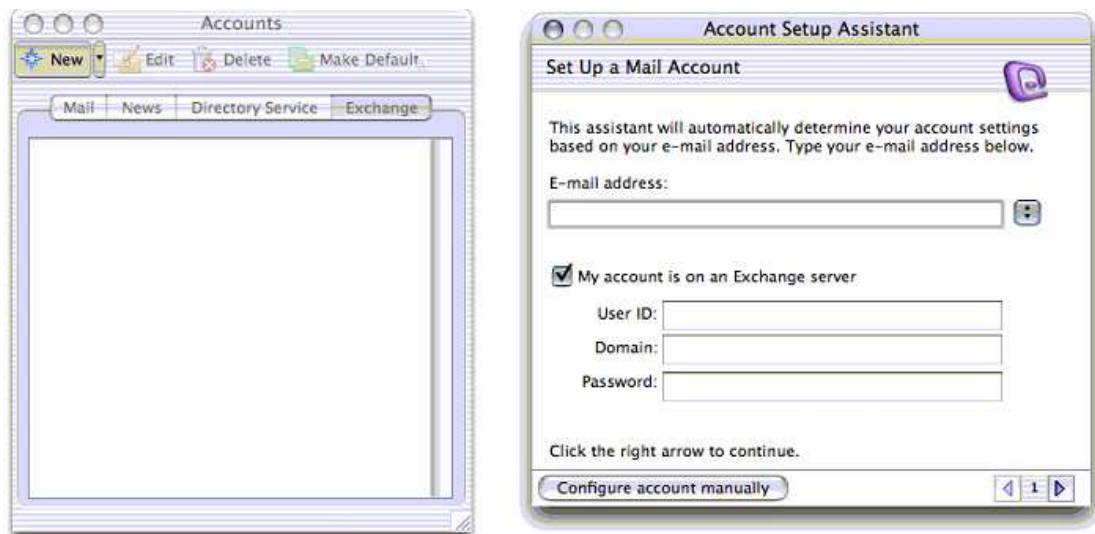 Accounts
New Edit Delete Make Default
Mail News Directory Service Exchange
Account Setup Assistant
Set Up a Mail Account
This assistant will automatically determine your account settings
based on your e-mail address. Type your e-mail address below.
E-mail address:
My account is on an Exchange server
User ID:
Domain:
Password:
Click the right arrow to continue.
Configure account manually 1